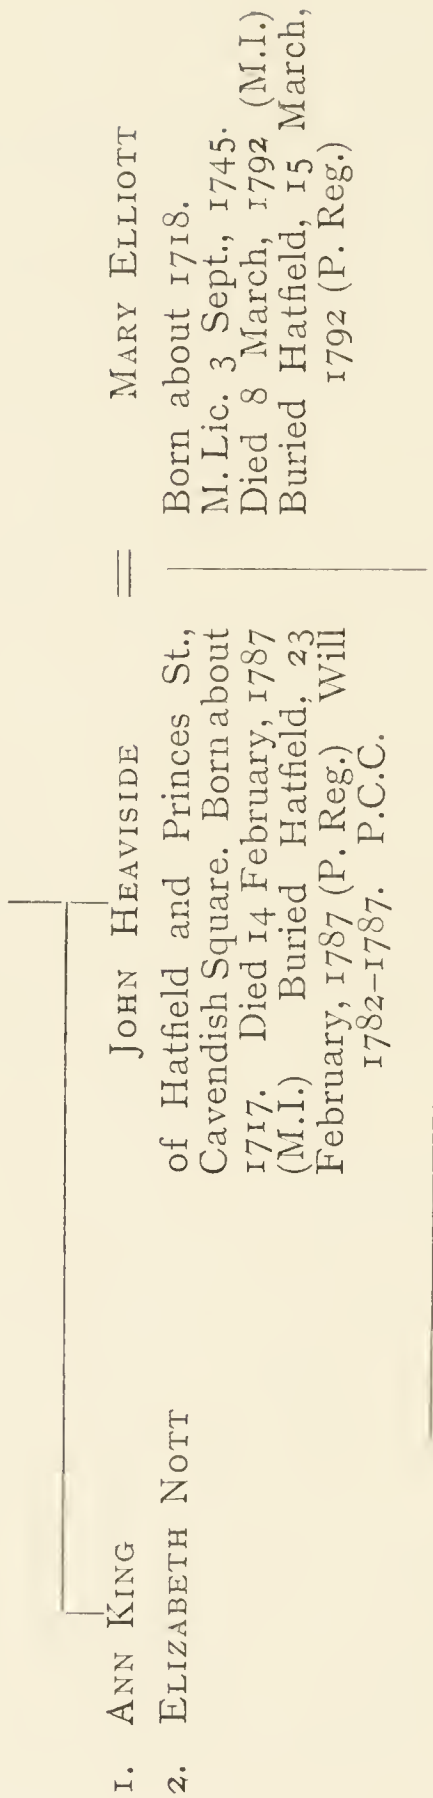 1. ANN KING
2. ELIZABETH NOTT
JOHN HEAVISIDE
of Hatfield and Princes St.,
Cavendish Square. Born about
1717. Died 14 February, 1787
(M.I.) Buried Hatfield, 23
February, 1787 (P. Reg.) Will
1782–1787. P.C.C.
=
MARY ELLIOTT
Born about 1718.
M. Lic. 3 Sept., 1745.
Died 8 March, 1792 (M.I.)
Buried Hatfield, 15 March,
1792 (P. Reg.)